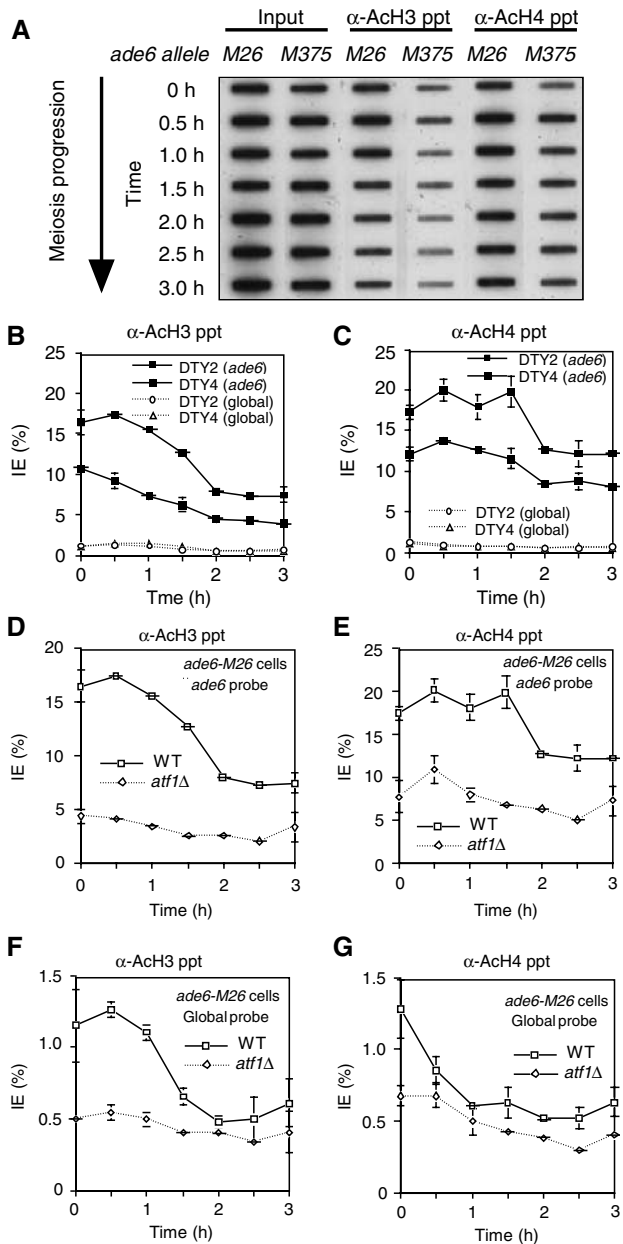 A
Input α-AcH3 ppt α-AcH4 ppt
ade6 allele M26 M375 M26 M375 M26 M375
Meiosis progression
Time
0 h
0.5 h
1.0 h
1.5 h
2.0 h
2.5 h
3.0 h
B
α-AcH3 ppt
25
20
15
10
5
0
IE (%)
DTY2 (ade6)
DTY4 (ade6)
DTY2 (global)
DTY4 (global)
0 1 2 3
Tme (h)
C
α-AcH4 ppt
25
20
15
10
5
0
IE (%)
DTY2 (ade6)
DTY4 (ade6)
DTY2 (global)
DTY4 (global)
0 1 2 3
Time (h)
D
α-AcH3 ppt
20
15
10
5
0
IE (%)
ade6-M26 cells
ade6 probe
WT
atf1Δ
0 1 2 3
Time (h)
E
α-AcH4 ppt
25
20
15
10
5
0
IE (%)
ade6-M26 cells
ade6 probe
WT
atf1Δ
0 1 2 3
Time (h)
F
α-AcH3 ppt
1.5
1.0
0.5
0
IE (%)
ade6-M26 cells
Global probe
WT
atf1Δ
0 1 2 3
Time (h)
G
α-AcH4 ppt
1.5
1.0
0.5
0
IE (%)
ade6-M26 cells
Global probe
WT
atf1Δ
0 1 2 3
Time (h)